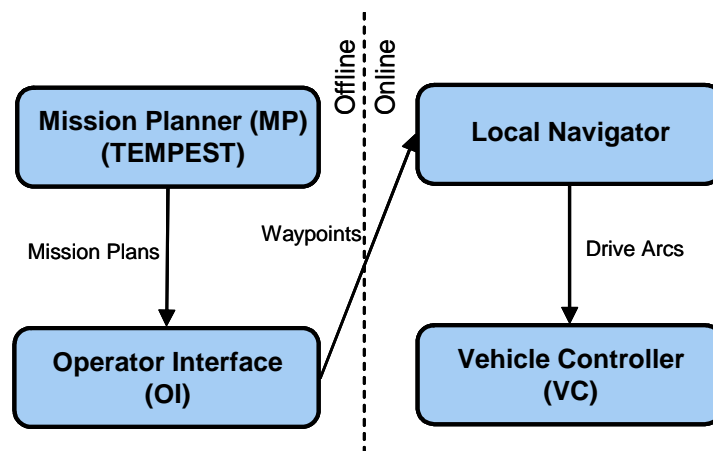 Offline
Online
Mission Planner (MP)
(TEMPEST)
Local Navigator
Mission Plans
Waypoints
Drive Arcs
Operator Interface
(OI)
Vehicle Controller
(VC)